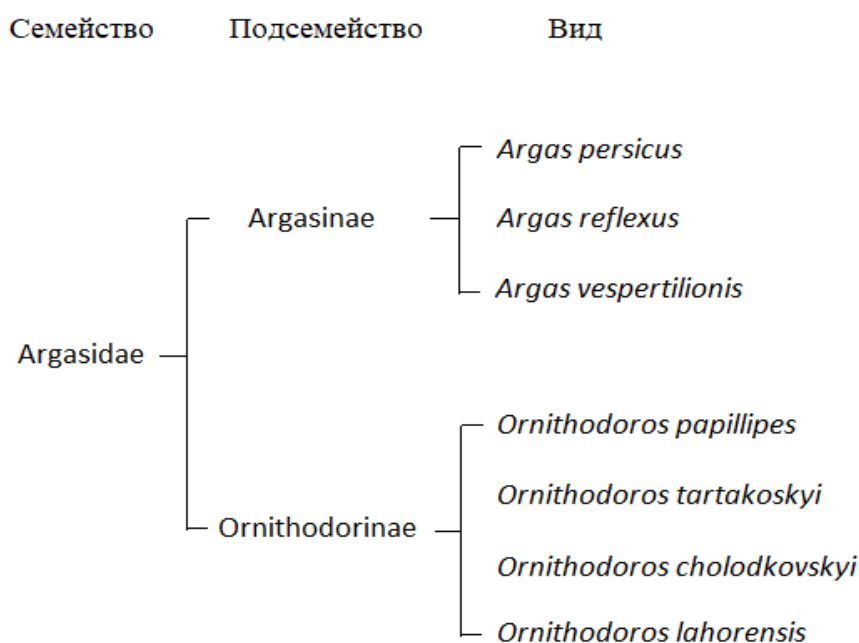 Семейство Подсемейство Вид
Argas persicus
Argasinae Argas reflexus
Argas vespertilionis
Argasidae
Ornithodoros papillipes
Ornithodoros tartakoskyi
Ornithodorinae
Ornithodoros cholodkovskyi
Ornithodoros lahorensis